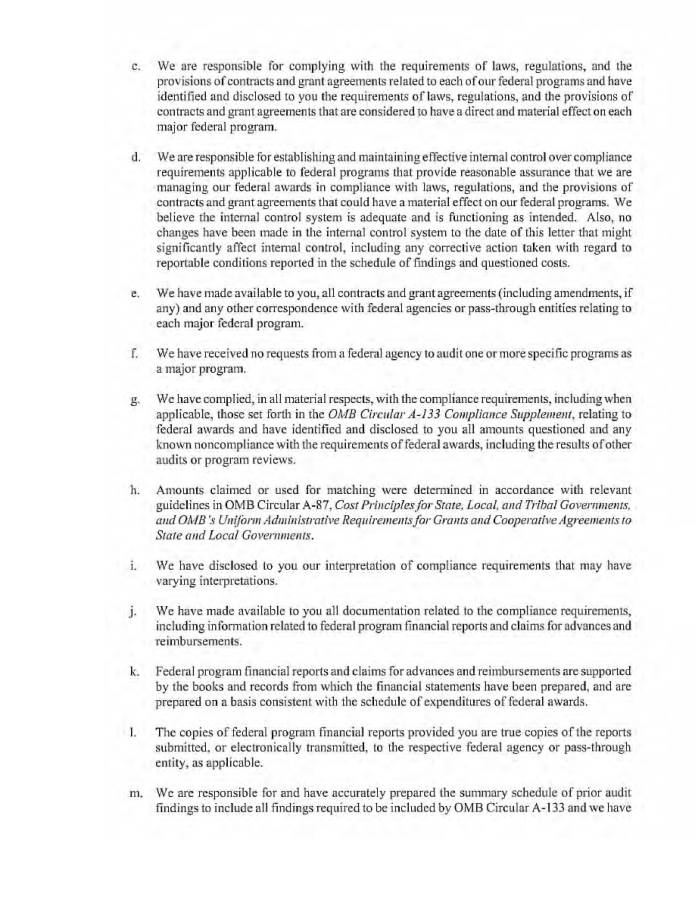 c. We are responsible for complying with the requirements of laws, regulations, and the
provisions of contracts and grant agreements related to each of our federal programs and have
identified and disclosed to you the requirements of laws, regulations, and the provisions of
contracts and grant agreements that are considered to have a direct and material effect on each
major federal program.
d. We are responsible for establishing and maintaining effective internal control over compliance
requirements applicable to federal programs that provide reasonable assurance that we are
managing our federal awards in compliance with laws, regulations, and the provisions of
contracts and grant agreements that could have a material effect on our federal programs. We
believe the internal control system is adequate and is functioning as intended. Also, no
changes have been made in the internal control system to the date of this letter that might
significantly affect internal control, including any corrective action taken with regard to
reportable conditions reported in the schedule of findings and questioned costs.
e. We have made available to you, all contracts and grant agreements (including amendments, if
any) and any other correspondence with federal agencies or pass-through entities relating to
each major federal program.
f. We have received no requests from a federal agency to audit one or more specific programs as
a major program.
g. We have complied, in all material respects, with the compliance requirements, including when
applicable, those set forth in the OMB Circular A-133 Compliance Supplement, relating to
federal awards and have identified and disclosed to you all amounts questioned and any
known noncompliance with the requirements of federal awards, including the results of other
audits or program reviews.
h. Amounts claimed or used for matching were determined in accordance with relevant
guidelines in OMB Circular A-87, Cost Principles for State, Local, and Tribal Governments,
and OMB's Uniform Administrative Requirements for Grants and Cooperative Agreements to
State and Local Governments.
i. We have disclosed to you our interpretation of compliance requirements that may have
varying interpretations.
j. We have made available to you all documentation related to the compliance requirements,
including information related to federal program financial reports and claims for advances and
reimbursements.
k. Federal program financial reports and claims for advances and reimbursements are supported
by the books and records from which the financial statements have been prepared, and are
prepared on a basis consistent with the schedule of expenditures of federal awards.
l. The copies of federal program financial reports provided you are true copies of the reports
submitted, or electronically transmitted, to the respective federal agency or pass-through
entity, as applicable.
m. We are responsible for and have accurately prepared the summary schedule of prior audit
findings to include all findings required to be included by OMB Circular A-133 and we have